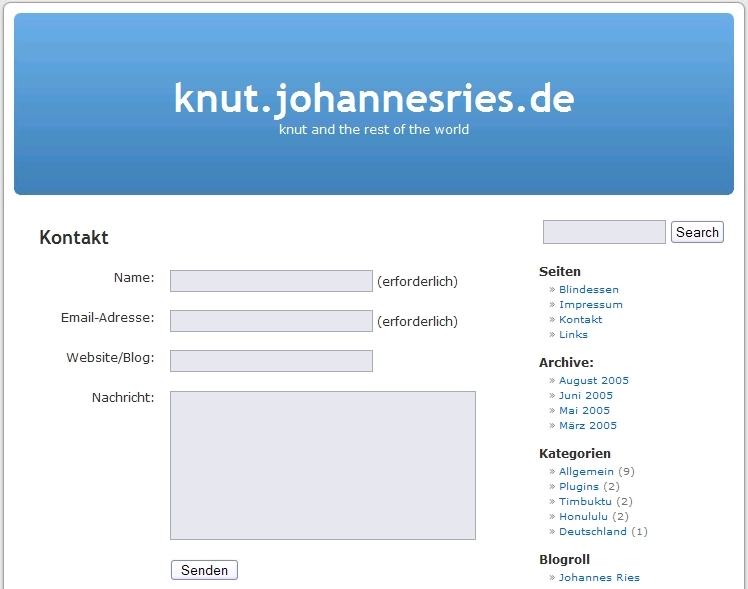 knut.johannesries.de
knut and the rest of the world
Kontakt
Name: (erforderlich)
Email-Adresse: (erforderlich)
Website/Blog:
Nachricht:
Senden
Search
Seiten
» Blindessen
» Impressum
» Kontakt
» Links
Archive:
» August 2005
» Juni 2005
» Mai 2005
» März 2005
Kategorien
» Allgemein (9)
» Plugins (2)
» Timbuktu (2)
» Honululu (2)
» Deutschland (1)
Blogroll
» Johannes Ries